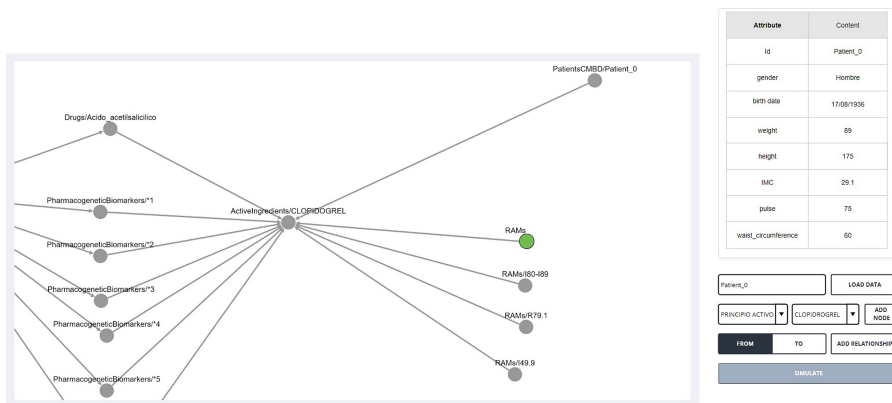 PatientsCMBD/Patient_0
Drugs/Acido_acetilsalicilico
PharmacogeneticBiomarkers/*1
ActiveIngredients/CLOPIDOGREL
RAMs
PharmacogeneticBiomarkers/*2
RAMs/I80-I89
PharmacogeneticBiomarkers/*3
RAMs/R79.1
PharmacogeneticBiomarkers/*4
RAMs/I49.9
PharmacogeneticBiomarkers/*5
Attribute Content
Id Patient_0
gender Hombre
birth date 17/08/1936
weight 89
height 175
IMC 29.1
pulse 75
waist_circumference 60
Patient_0 LOAD DATA
PRINCIPIO ACTIVO CLOPIDROGREL ADD NODE
FROM TO ADD RELATIONSHIP
SIMULATE